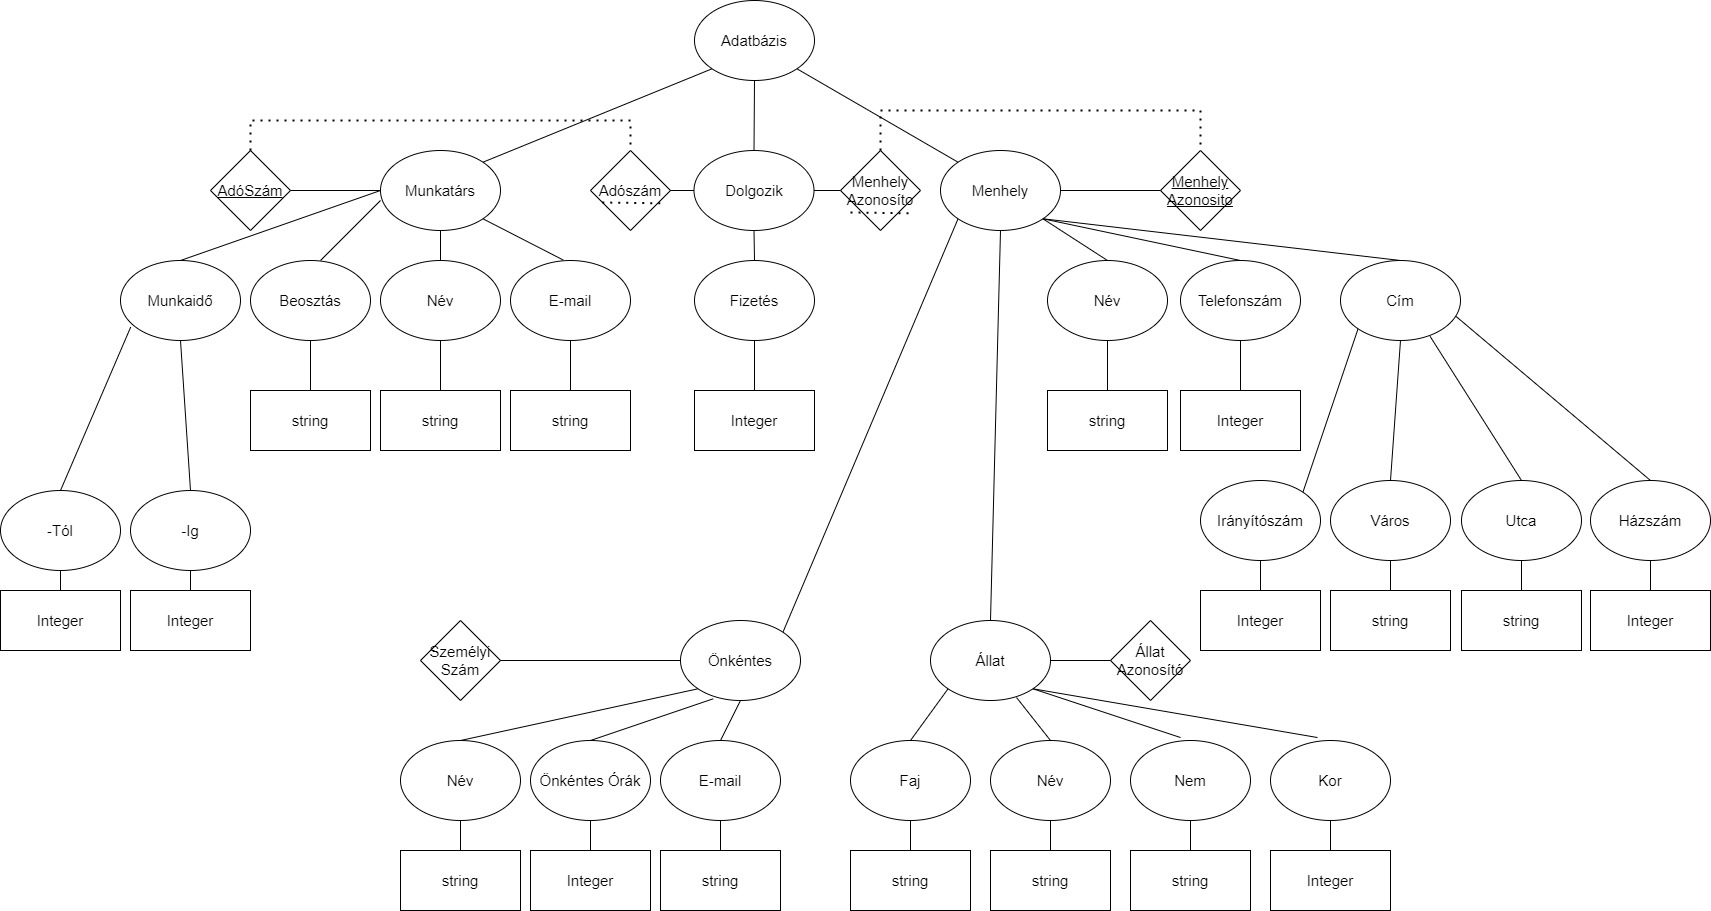 Adatbázis
AdóSzám
Munkatárs
Adószám
Dolgozik
Menhely
Azonosító
Menhely
Menhely
Azonosito
Munkaidő
Beosztás
Név
E-mail
Fizetés
Név
Telefonszám
Cím
string
string
string
Integer
string
Integer
-Tól
-Ig
Irányítószám
Város
Utca
Házszám
Integer
Integer
Integer
string
string
Integer
Személyi
Szám
Önkéntes
Állat
Állat
Azonosító
Név
Önkéntes Órák
E-mail
Faj
Név
Nem
Kor
string
Integer
string
string
string
string
Integer